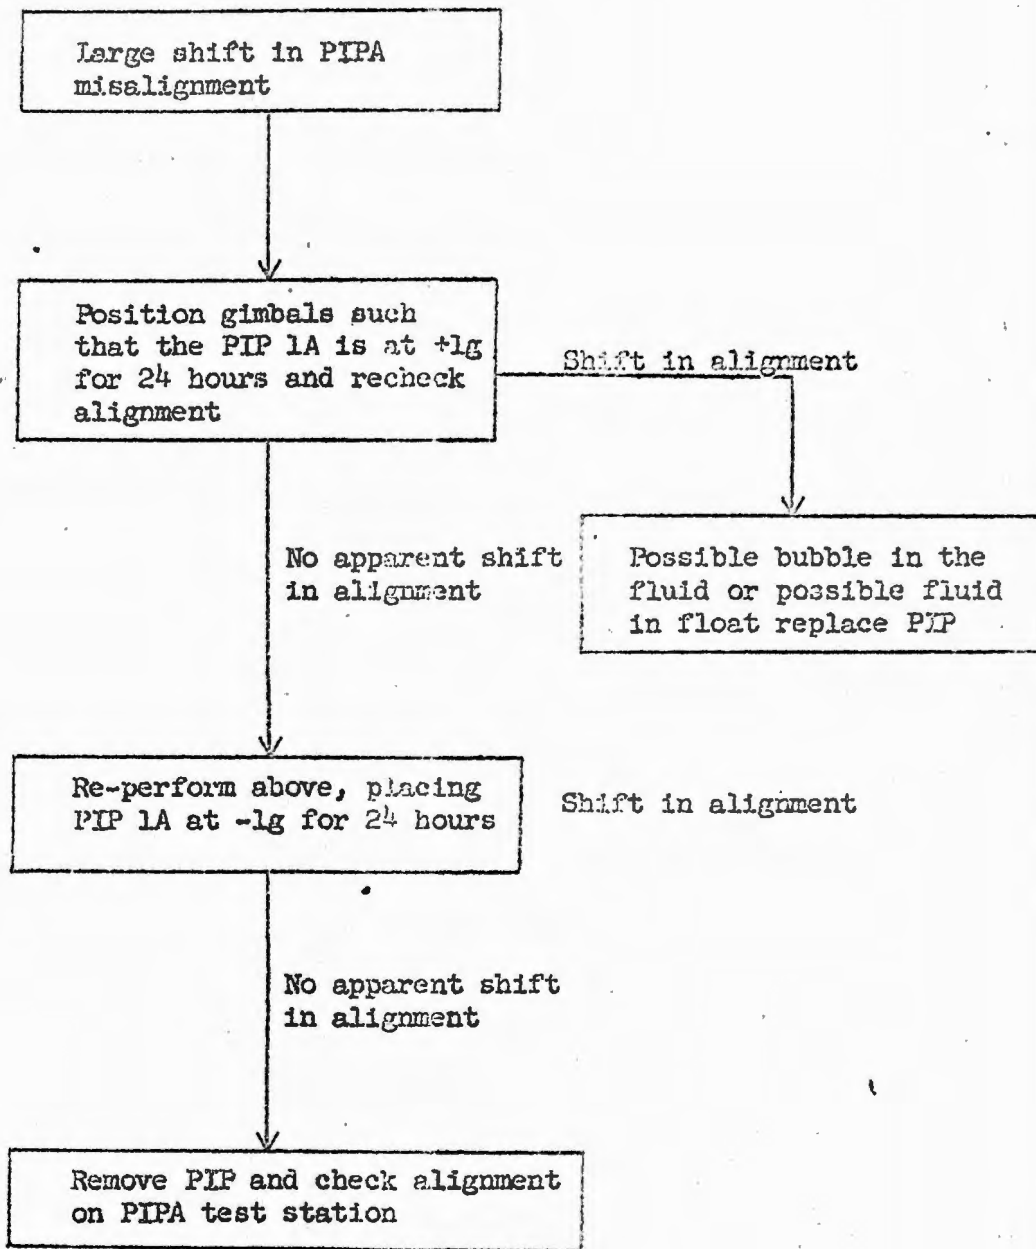 Large shift in PIPA
misalignment
Position gimbals such
that the PIP 1A is at +1g
for 24 hours and recheck
alignment
Shift in alignment
No apparent shift
in alignment
Possible bubble in the
fluid or possible fluid
in float replace PIP
Re-perform above, placing
PIP 1A at -1g for 24 hours
Shift in alignment
No apparent shift
in alignment
Remove PIP and check alignment
on PIPA test station